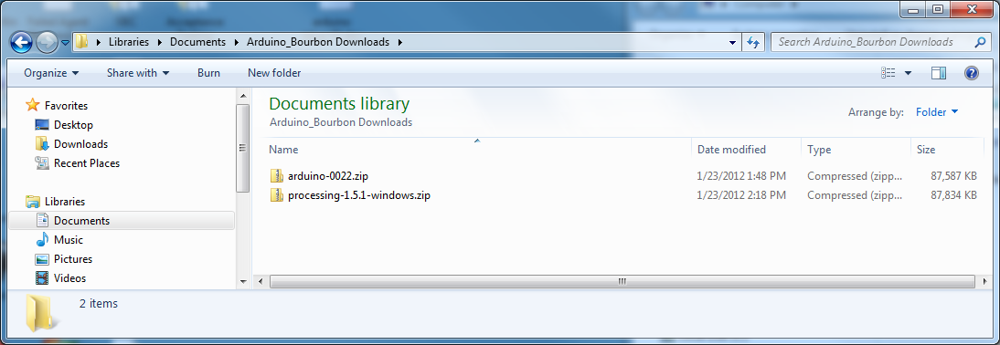 Computer
Libraries Documents Arduino_Bourbon Downloads Search Arduino_Bourbon Downloads
Organize Share with Burn New folder
Favorites
Desktop
Downloads
Recent Places
Libraries
Documents
Music
Pictures
Videos
Documents library
Arduino_Bourbon Downloads
Arrange by: Folder
Name Date modified Type Size
arduino-0022.zip 1/23/2012 1:48 PM Compressed (zipp... 87,587 KB
processing-1.5.1-windows.zip 1/23/2012 2:18 PM Compressed (zipp... 87,834 KB
2 items